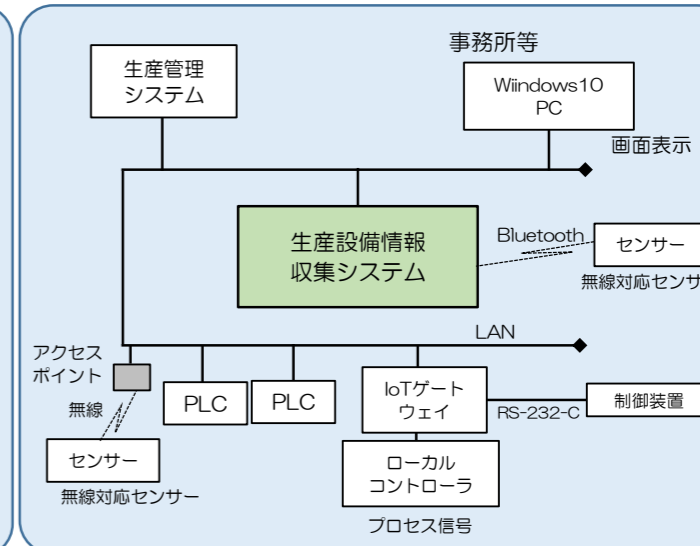 事務所等
生産管理
システム
Wiindows10
PC
画面表示
生産設備情報
収集システム
Bluetooth
センサー
無線対応センサ
LAN
アクセス
ポイント
無線
PLC
PLC
IoTゲート
ウェイ
RS-232-C
制御装置
センサー
無線対応センサー
ローカル
コントローラ
プロセス信号